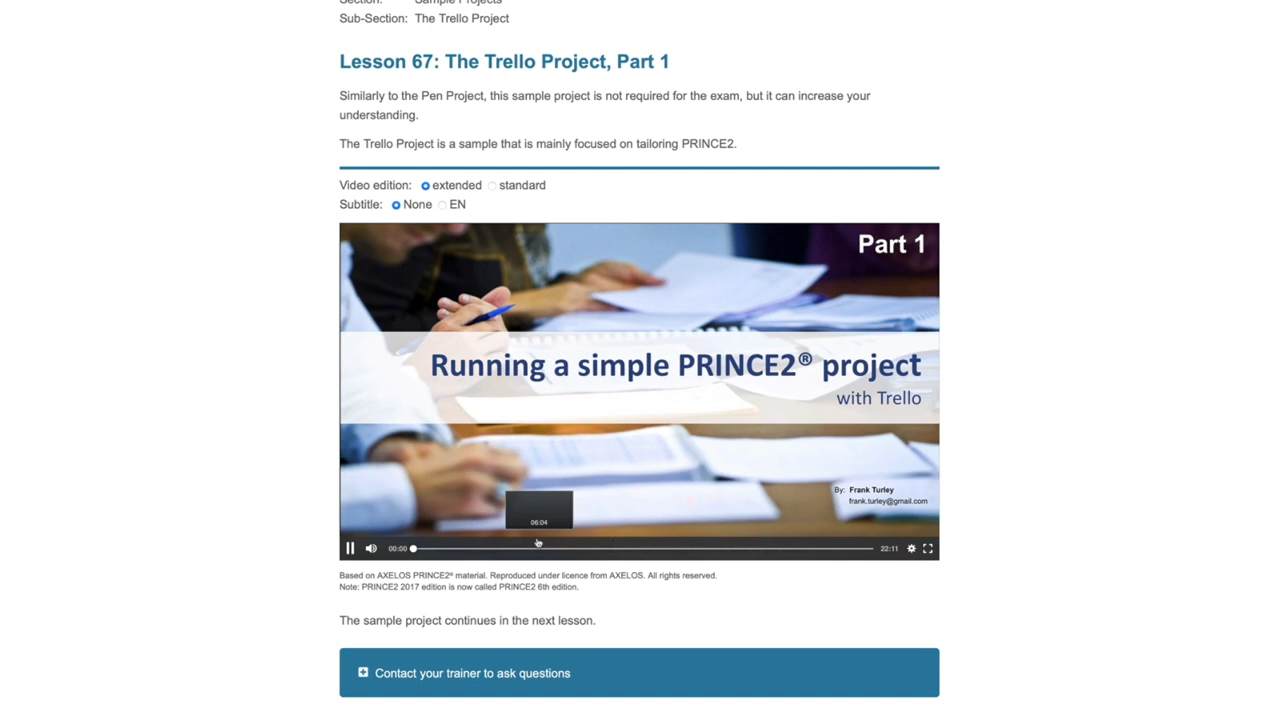 Section: Sample Projects
Sub-Section: The Trello Project
Lesson 67: The Trello Project, Part 1
Similarly to the Pen Project, this sample project is not required for the exam, but it can increase your
understanding.
The Trello Project is a sample that is mainly focused on tailoring PRINCE2.
Video edition: extended standard
Subtitle: None EN
Part 1
Running a simple PRINCE2® project
with Trello
By: Frank Turley
frank.turley@gmail.com
06:04
00:00 22:11
Based on AXELOS PRINCE2® material. Reproduced under licence from AXELOS. All rights reserved.
Note: PRINCE2 2017 edition is now called PRINCE2 6th edition.
The sample project continues in the next lesson.
Contact your trainer to ask questions